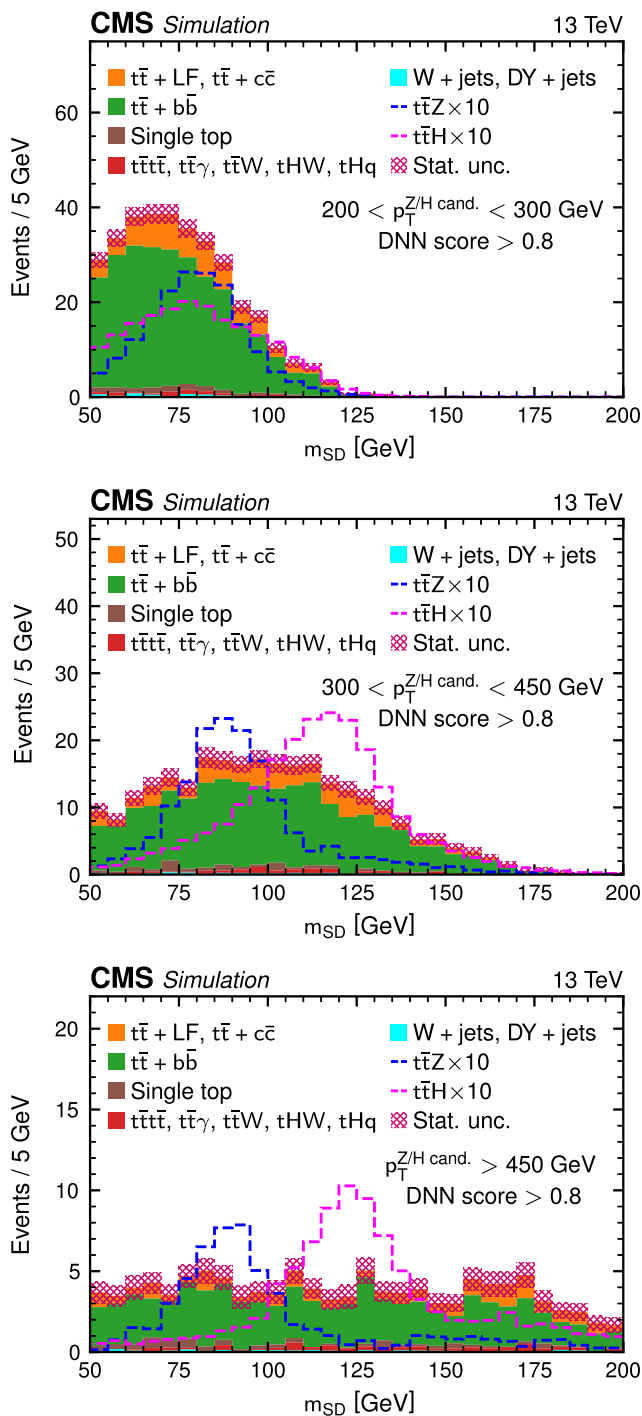 CMS Simulation 13 TeV
tt̄ + LF, tt̄ + cc̄ W + jets, DY + jets
tt̄ + bb̄ tt̄Z×10
Single top tt̄H×10
tt̄tt̄, tt̄γ, tt̄W, tHW, tHq Stat. unc.
200 < p_T^{Z/H cand.} < 300 GeV
DNN score > 0.8
Events / 5 GeV
60
40
20
0
50 75 100 125 150 175 200
m_SD [GeV]
CMS Simulation 13 TeV
tt̄ + LF, tt̄ + cc̄ W + jets, DY + jets
tt̄ + bb̄ tt̄Z×10
Single top tt̄H×10
tt̄tt̄, tt̄γ, tt̄W, tHW, tHq Stat. unc.
300 < p_T^{Z/H cand.} < 450 GeV
DNN score > 0.8
Events / 5 GeV
50
40
30
20
10
0
50 75 100 125 150 175 200
m_SD [GeV]
CMS Simulation 13 TeV
tt̄ + LF, tt̄ + cc̄ W + jets, DY + jets
tt̄ + bb̄ tt̄Z×10
Single top tt̄H×10
tt̄tt̄, tt̄γ, tt̄W, tHW, tHq Stat. unc.
p_T^{Z/H cand.} > 450 GeV
DNN score > 0.8
Events / 5 GeV
20
15
10
5
0
50 75 100 125 150 175 200
m_SD [GeV]